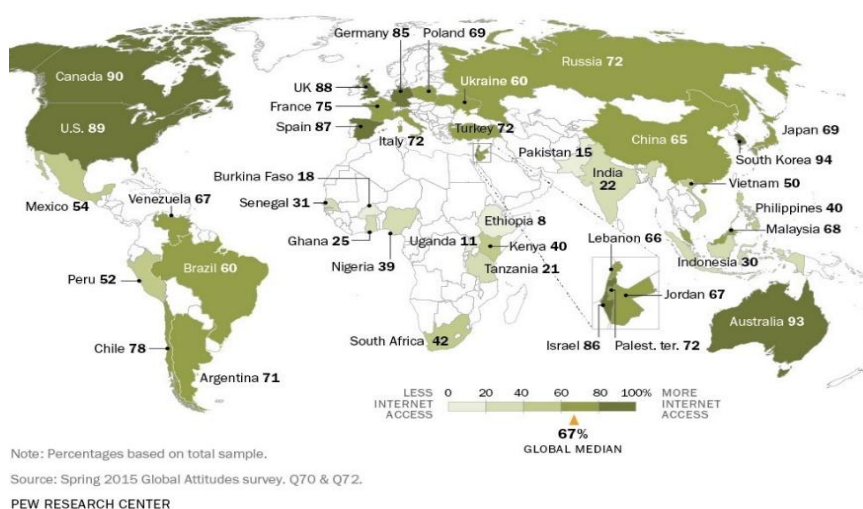 Germany 85
Poland 69
Canada 90
Russia 72
UK 88
Ukraine 60
France 75
U.S. 89
Spain 87
Italy 72
Turkey 72
China 65
Japan 69
Pakistan 15
South Korea 94
India
22
Burkina Faso 18
Vietnam 50
Venezuela 67
Mexico 54
Senegal 31
Philippines 40
Ethiopia 8
Malaysia 68
Ghana 25
Uganda 11
Kenya 40
Lebanon 66
Nigeria 39
Indonesia 30
Brazil 60
Tanzania 21
Peru 52
Jordan 67
Australia 93
South Africa 42
Israel 86
Palest. ter. 72
Chile 78
Argentina 71
LESS
INTERNET
ACCESS
0 20 40 60 80 100%
MORE
INTERNET
ACCESS
67%
GLOBAL MEDIAN
Note: Percentages based on total sample.
Source: Spring 2015 Global Attitudes survey. Q70 & Q72.
PEW RESEARCH CENTER